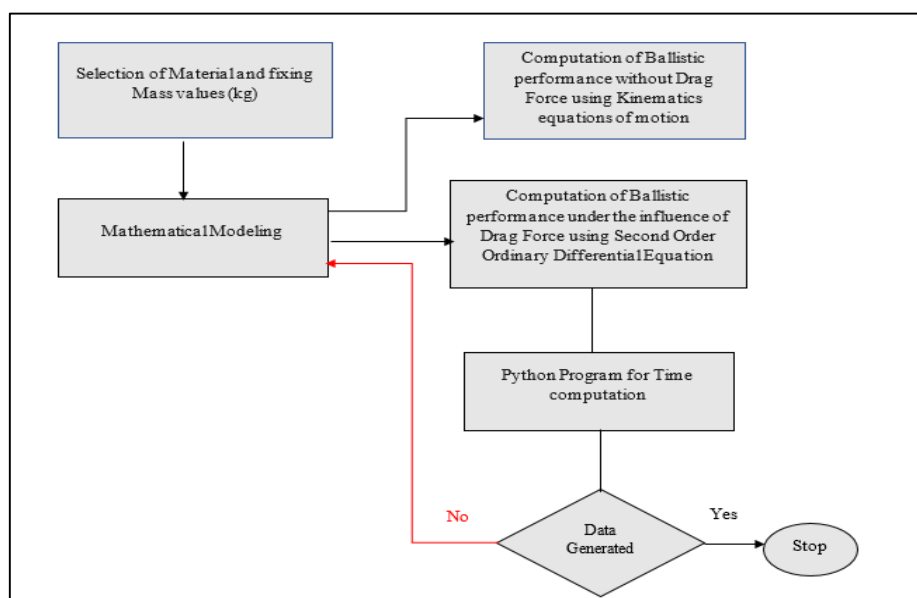 Selection of Material and fixing
Mass values (kg)
Computation of Ballistic
performance without Drag
Force using Kinematics
equations of motion
Mathematical Modeling
Computation of Ballistic
performance under the influence of
Drag Force using Second Order
Ordinary Differential Equation
Python Program for Time
computation
No
Data
Generated
Yes
Stop